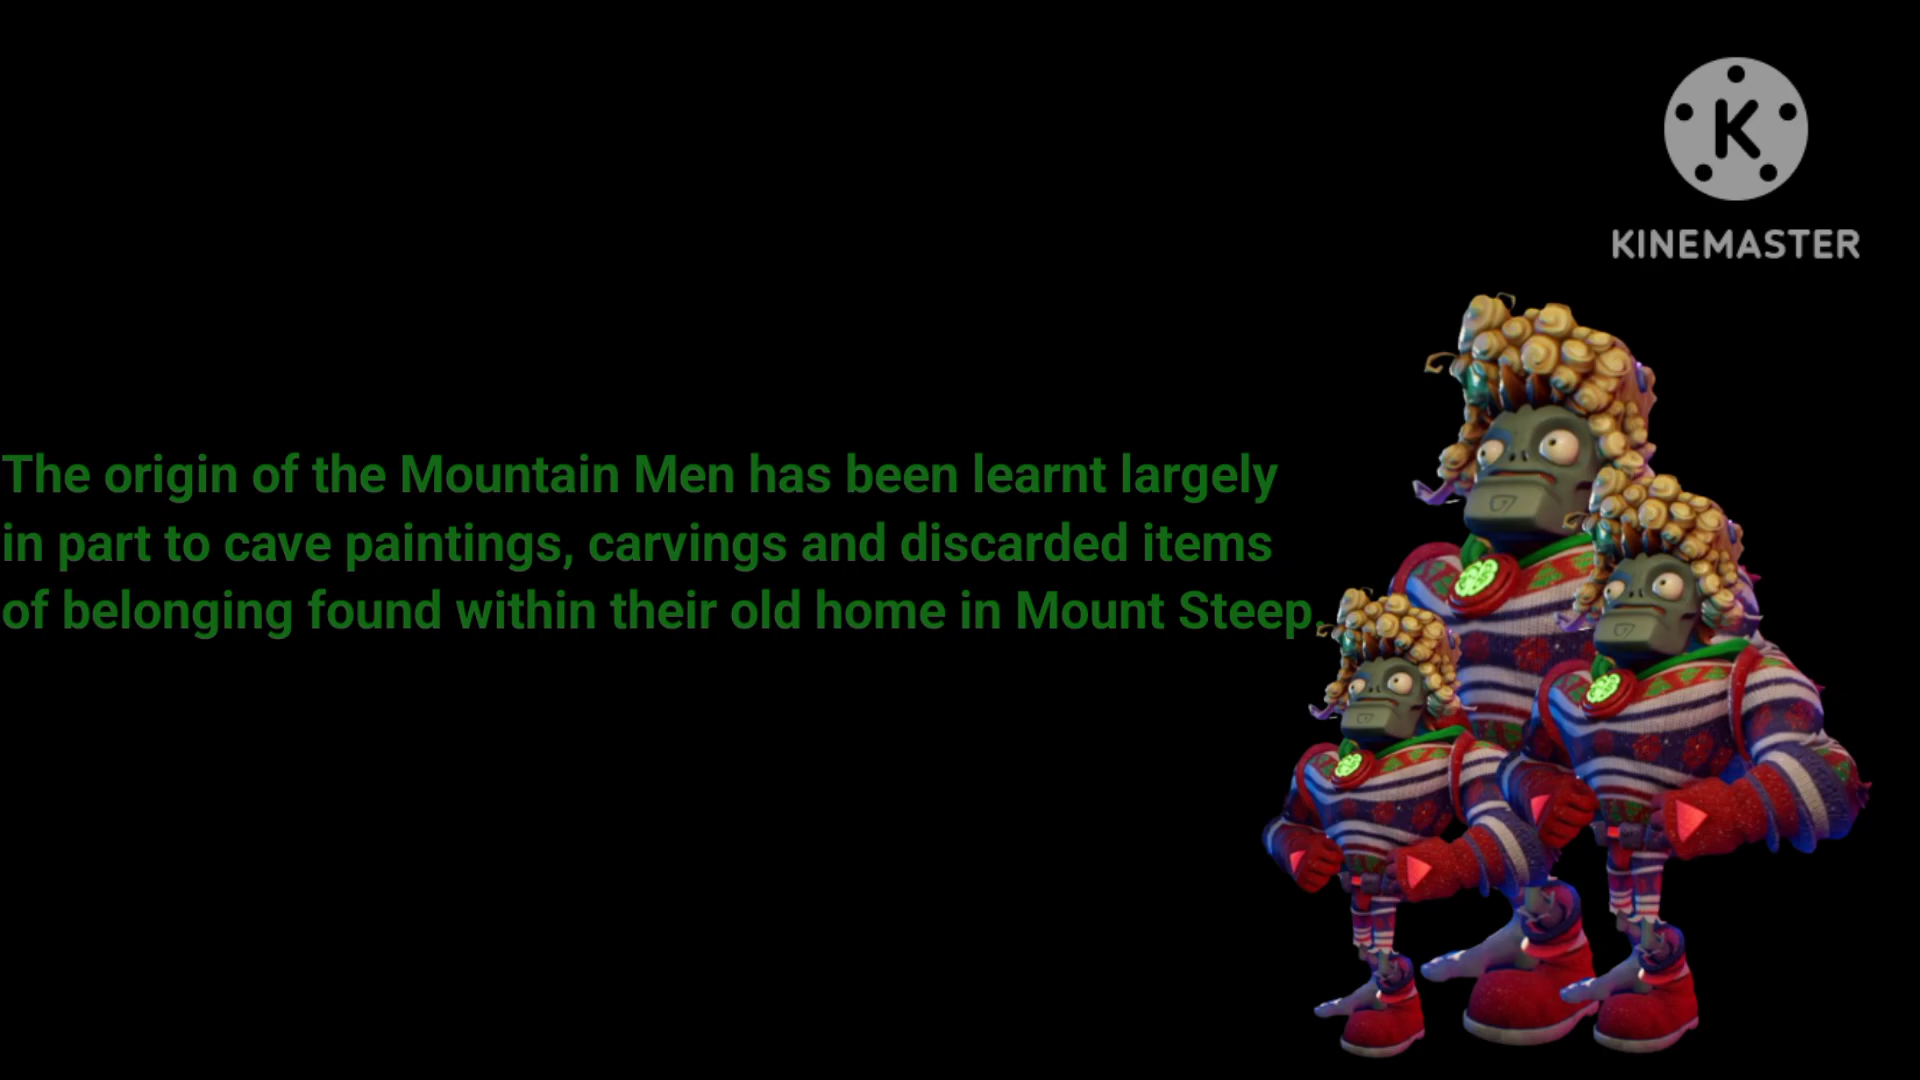 K
KINEMASTER
The origin of the Mountain Men has been learnt largely
in part to cave paintings, carvings and discarded items
of belonging found within their old home in Mount Steep.